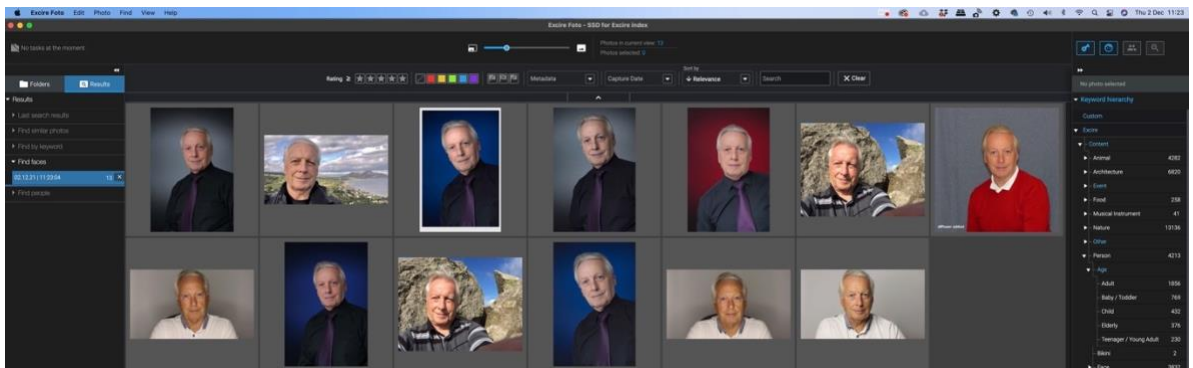 Excire Foto Edit Photo Find View Help
Thu 2 Dec 11:23
Excire Foto - SSD for Excire Index
No tasks at the moment
Photos in current view: 13
Photos selected: 0
Folders
Results
Rating ≥
Metadata
Capture Date
Sort by
Relevance
Search
X Clear
No photo selected
Results
Last search results
Find similar photos
Find by keyword
Find faces
02.12.21 | 11:23:04 13 X
Find people
Keyword hierarchy
Custom
Excire
Content
Animal 4282
Architecture 6820
Event
Food 258
Musical Instrument 41
Nature 13136
Other
Person 4213
Age
Adult 1856
Baby / Toddler 769
Child 432
Elderly 376
Teenager / Young Adult 230
Bikini 2
Face